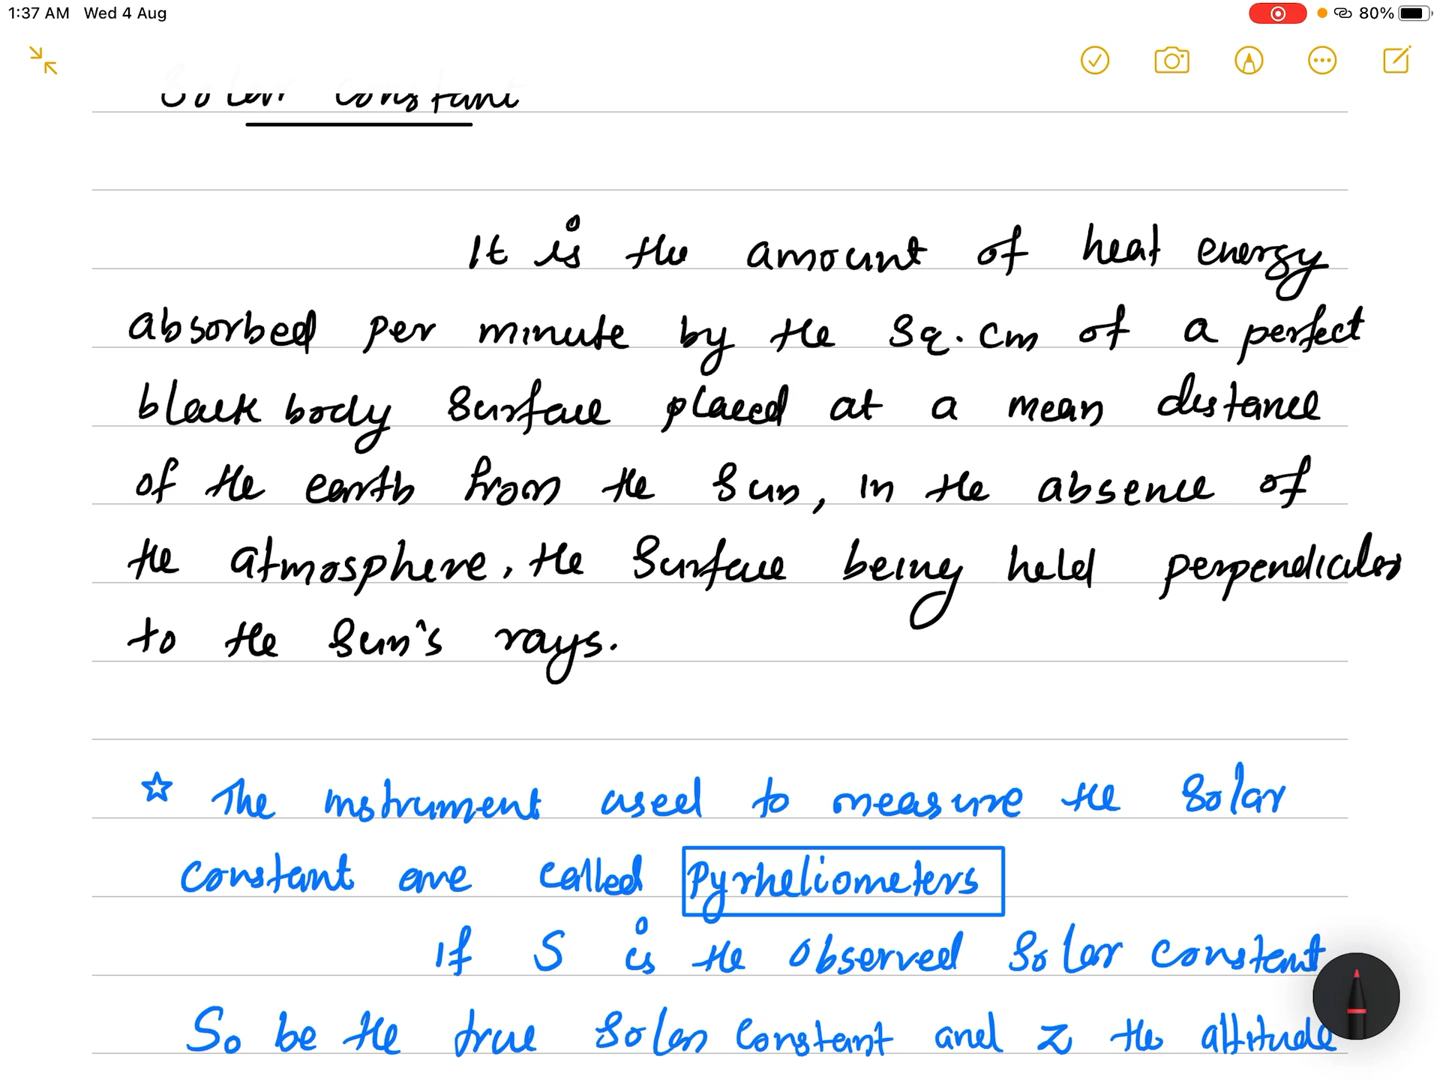 1:37 AM Wed 4 Aug 80%
Solar constant
It is the amount of heat energy
absorbed per minute by the sq. cm of a perfect
black body surface placed at a mean distance
of the earth from the sun, in the absence of
the atmosphere, the surface being held perpendicular
to the sun's rays.
☆ The instrument used to measure the solar
constant are called Pyrheliometers
If S is the observed solar constant
So be the true solar constant and z the altitude